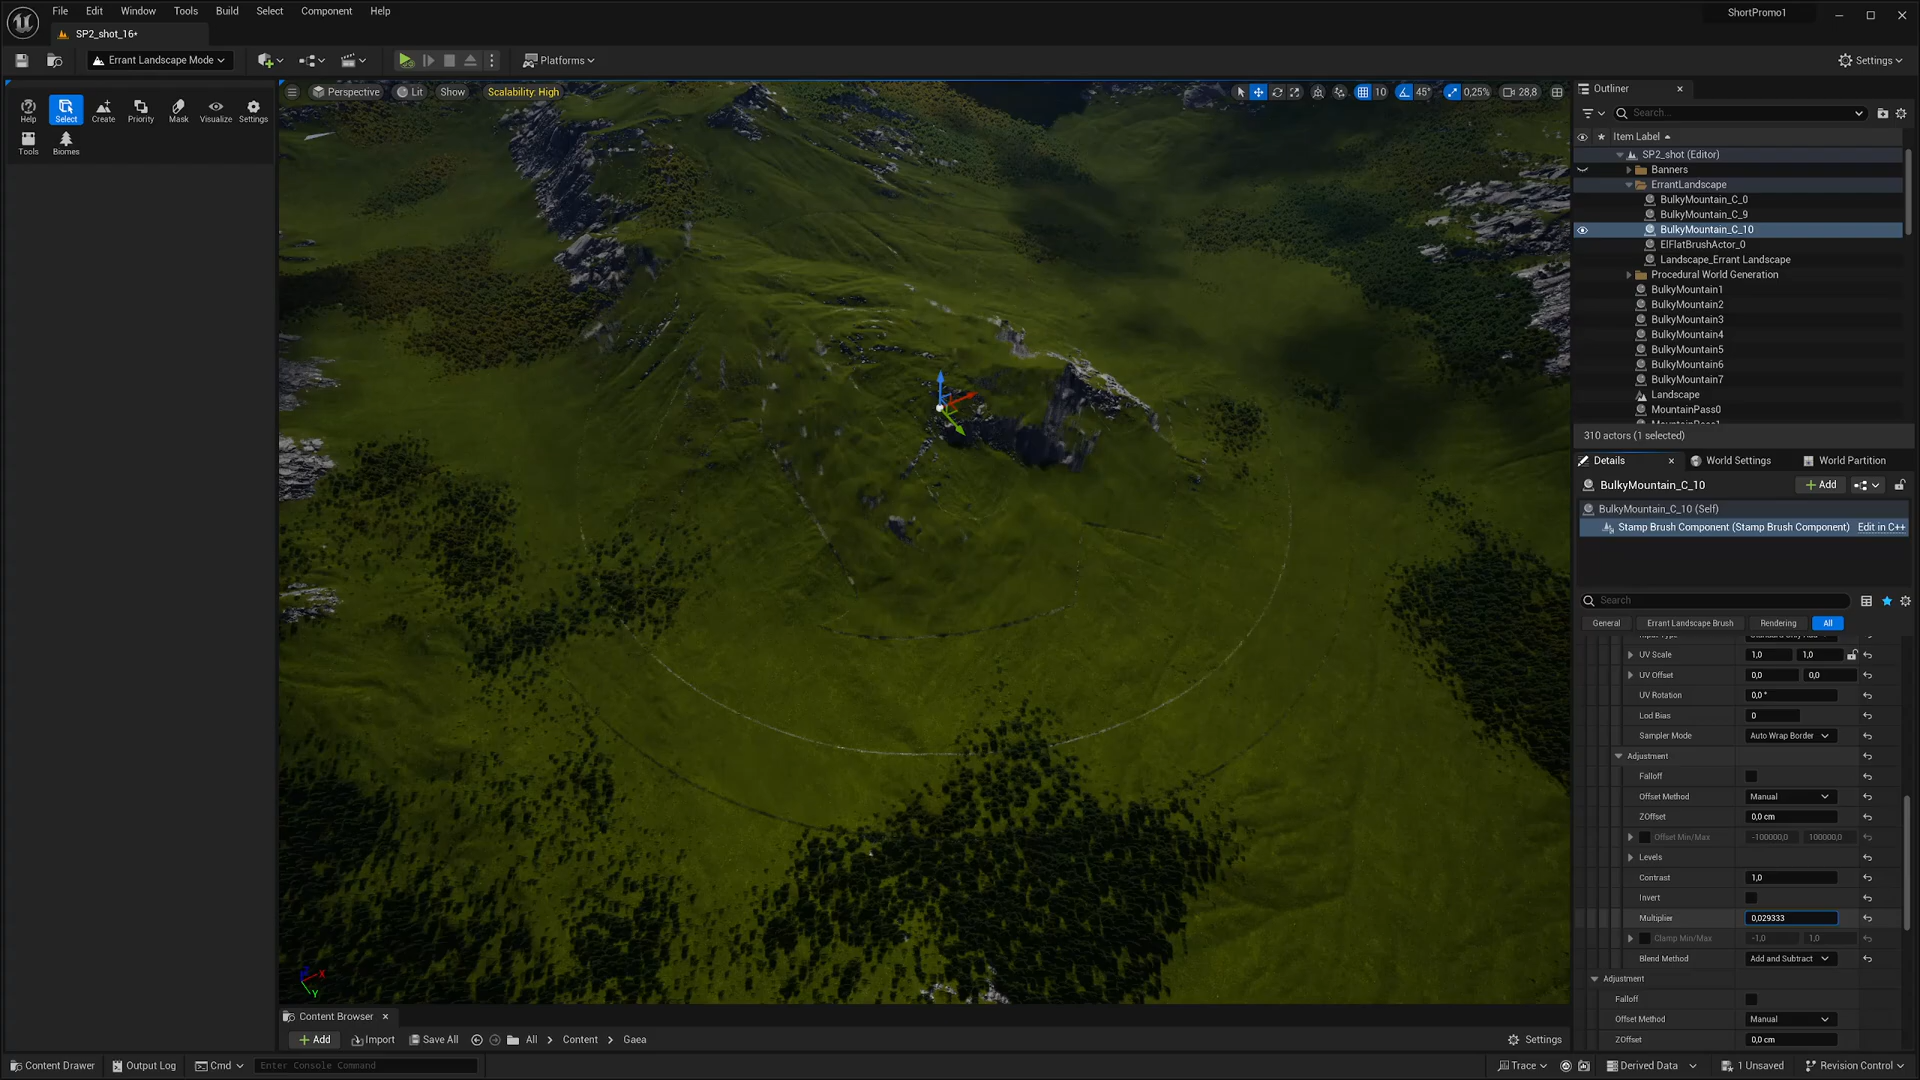 File Edit Window Tools Build Select Actor Component Help
ShortPromo1
SP2_shot_16•
Errant Landscape Mode
Platforms
Settings
Help Select Create Priority Mask Visualize Settings
Tools Biomes
Perspective Lit Show Scalability: High
10 45° 0,25% 28,8
Outliner
Search...
Item Label
SP2_shot (Editor)
Banners
ErrantLandscape
BulkyMountain_C_0
BulkyMountain_C_9
BulkyMountain_C_10
ElFlatBrushActor_0
Landscape_Errant Landscape
Procedural World Generation
BulkyMountain1
BulkyMountain2
BulkyMountain3
BulkyMountain4
BulkyMountain5
BulkyMountain6
BulkyMountain7
Landscape
MountainPass0
310 actors (1 selected)
Details World Settings World Partition
BulkyMountain_C_10
Add
BulkyMountain_C_10 (Self)
Stamp Brush Component (Stamp Brush Component) Edit in C++
Search
General Errant Landscape Brush Rendering All
UV Scale 1,0 1,0
UV Offset 0,0 0,0
UV Rotation 0,0 °
Lod Bias 0
Sampler Mode Auto Wrap Border
Adjustment
Falloff
Offset Method Manual
ZOffset 0,0 cm
Offset Min/Max -100000,0 100000,0
Levels
Contrast 1,0
Invert
Multiplier 0,029333
Clamp Min/Max -1,0 1,0
Blend Method Add and Subtract
Adjustment
Falloff
Offset Method Manual
ZOffset 0,0 cm
X
Y
Content Browser
Add Import Save All All Content Gaea
Settings
Content Drawer Output Log Cmd Enter Console Command
Trace Derived Data 1 Unsaved Revision Control